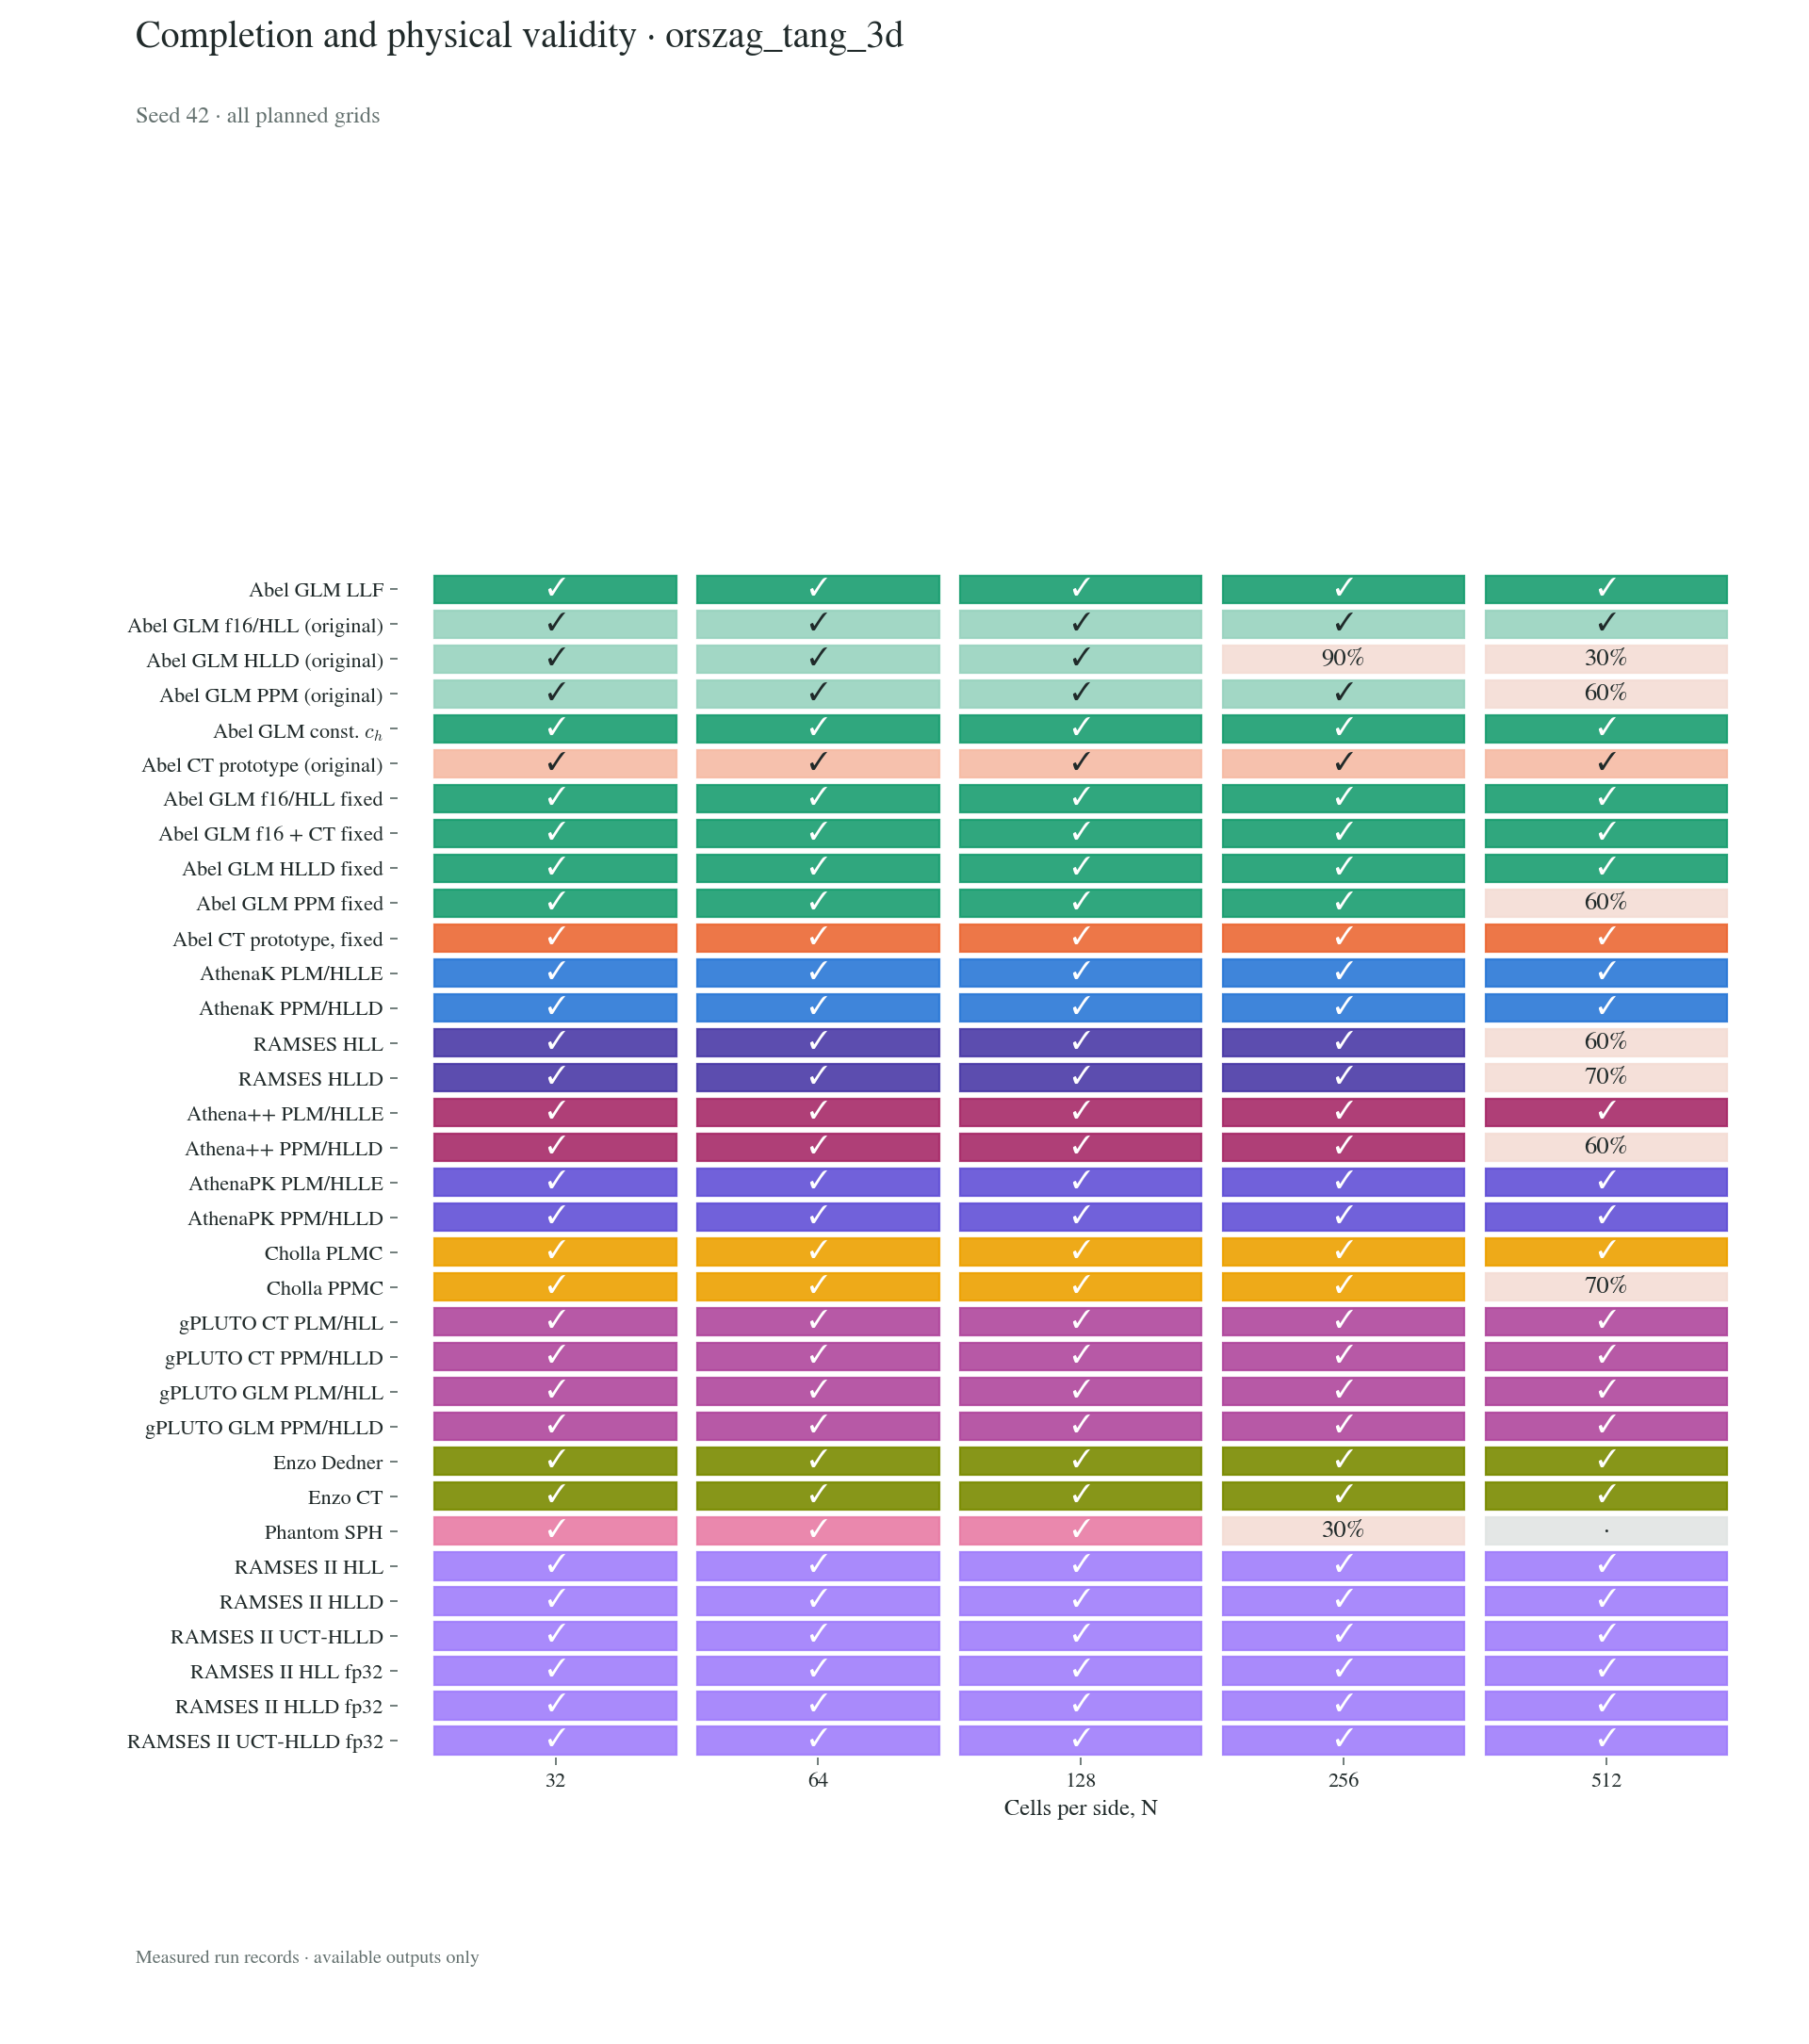 Completion and physical validity · orszag_tang_3d
Seed 42 · all planned grids
Abel GLM LLF ✓ ✓ ✓ ✓ ✓
Abel GLM f16/HLL (original) ✓ ✓ ✓ ✓ ✓
Abel GLM HLLD (original) ✓ ✓ ✓ 90% 30%
Abel GLM PPM (original) ✓ ✓ ✓ ✓ 60%
Abel GLM const. c_h ✓ ✓ ✓ ✓ ✓
Abel CT prototype (original) ✓ ✓ ✓ ✓ ✓
Abel GLM f16/HLL fixed ✓ ✓ ✓ ✓ ✓
Abel GLM f16 + CT fixed ✓ ✓ ✓ ✓ ✓
Abel GLM HLLD fixed ✓ ✓ ✓ ✓ ✓
Abel GLM PPM fixed ✓ ✓ ✓ ✓ 60%
Abel CT prototype, fixed ✓ ✓ ✓ ✓ ✓
AthenaK PLM/HLLE ✓ ✓ ✓ ✓ ✓
AthenaK PPM/HLLD ✓ ✓ ✓ ✓ ✓
RAMSES HLL ✓ ✓ ✓ ✓ 60%
RAMSES HLLD ✓ ✓ ✓ ✓ 70%
Athena++ PLM/HLLE ✓ ✓ ✓ ✓ ✓
Athena++ PPM/HLLD ✓ ✓ ✓ ✓ 60%
AthenaPK PLM/HLLE ✓ ✓ ✓ ✓ ✓
AthenaPK PPM/HLLD ✓ ✓ ✓ ✓ ✓
Cholla PLMC ✓ ✓ ✓ ✓ ✓
Cholla PPMC ✓ ✓ ✓ ✓ 70%
gPLUTO CT PLM/HLL ✓ ✓ ✓ ✓ ✓
gPLUTO CT PPM/HLLD ✓ ✓ ✓ ✓ ✓
gPLUTO GLM PLM/HLL ✓ ✓ ✓ ✓ ✓
gPLUTO GLM PPM/HLLD ✓ ✓ ✓ ✓ ✓
Enzo Dedner ✓ ✓ ✓ ✓ ✓
Enzo CT ✓ ✓ ✓ ✓ ✓
Phantom SPH ✓ ✓ ✓ 30% ·
RAMSES II HLL ✓ ✓ ✓ ✓ ✓
RAMSES II HLLD ✓ ✓ ✓ ✓ ✓
RAMSES II UCT-HLLD ✓ ✓ ✓ ✓ ✓
RAMSES II HLL fp32 ✓ ✓ ✓ ✓ ✓
RAMSES II HLLD fp32 ✓ ✓ ✓ ✓ ✓
RAMSES II UCT-HLLD fp32 ✓ ✓ ✓ ✓ ✓
32 64 128 256 512
Cells per side, N
Measured run records · available outputs only